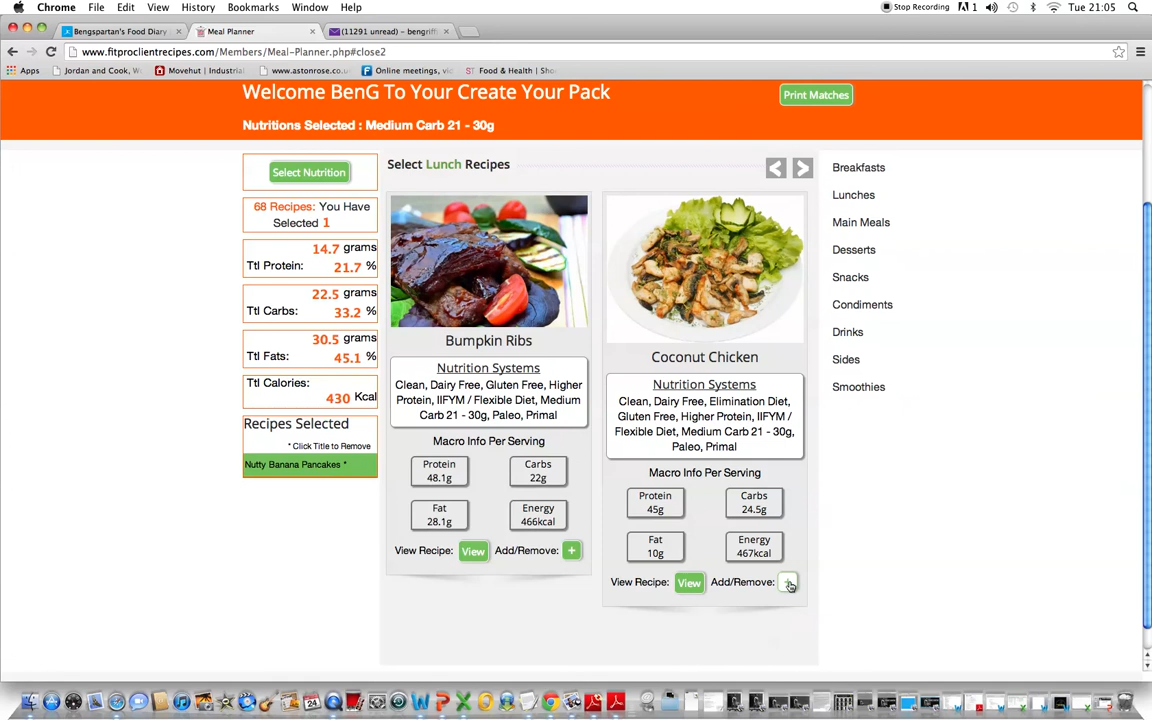 Chrome File Edit View History Bookmarks Window Help Stop Recording 1 Tue 21:05
Bengspartan's Food Diary Meal Planner (11291 unread) - bengriff
www.fitproclientrecipes.com/Members/Meal-Planner.php#close2
Apps Jordan and Cook, W Movehut | Industrial www.astonrose.co.u Online meetings, vi ST Food & Health | Sh
Welcome BenG To Your Create Your Pack
Print Matches
Nutritions Selected : Medium Carb 21 - 30g
Select Nutrition
68 Recipes: You Have
Selected 1
14.7 grams
Ttl Protein: 21.7 %
22.5 grams
Ttl Carbs: 33.2 %
30.5 grams
Ttl Fats: 45.1 %
Ttl Calories:
430 Kcal
Recipes Selected
* Click Title to Remove
Nutty Banana Pancakes *
Select Lunch Recipes
< >
Bumpkin Ribs
Nutrition Systems
Clean, Dairy Free, Gluten Free, Higher
Protein, IIFYM / Flexible Diet, Medium
Carb 21 - 30g, Paleo, Primal
Macro Info Per Serving
Protein
48.1g
Carbs
22g
Fat
28.1g
Energy
466kcal
View Recipe: View Add/Remove: +
Coconut Chicken
Nutrition Systems
Clean, Dairy Free, Elimination Diet,
Gluten Free, Higher Protein, IIFYM /
Flexible Diet, Medium Carb 21 - 30g,
Paleo, Primal
Macro Info Per Serving
Protein
45g
Carbs
24.5g
Fat
10g
Energy
467kcal
View Recipe: View Add/Remove: +
Breakfasts
Lunches
Main Meals
Desserts
Snacks
Condiments
Drinks
Sides
Smoothies